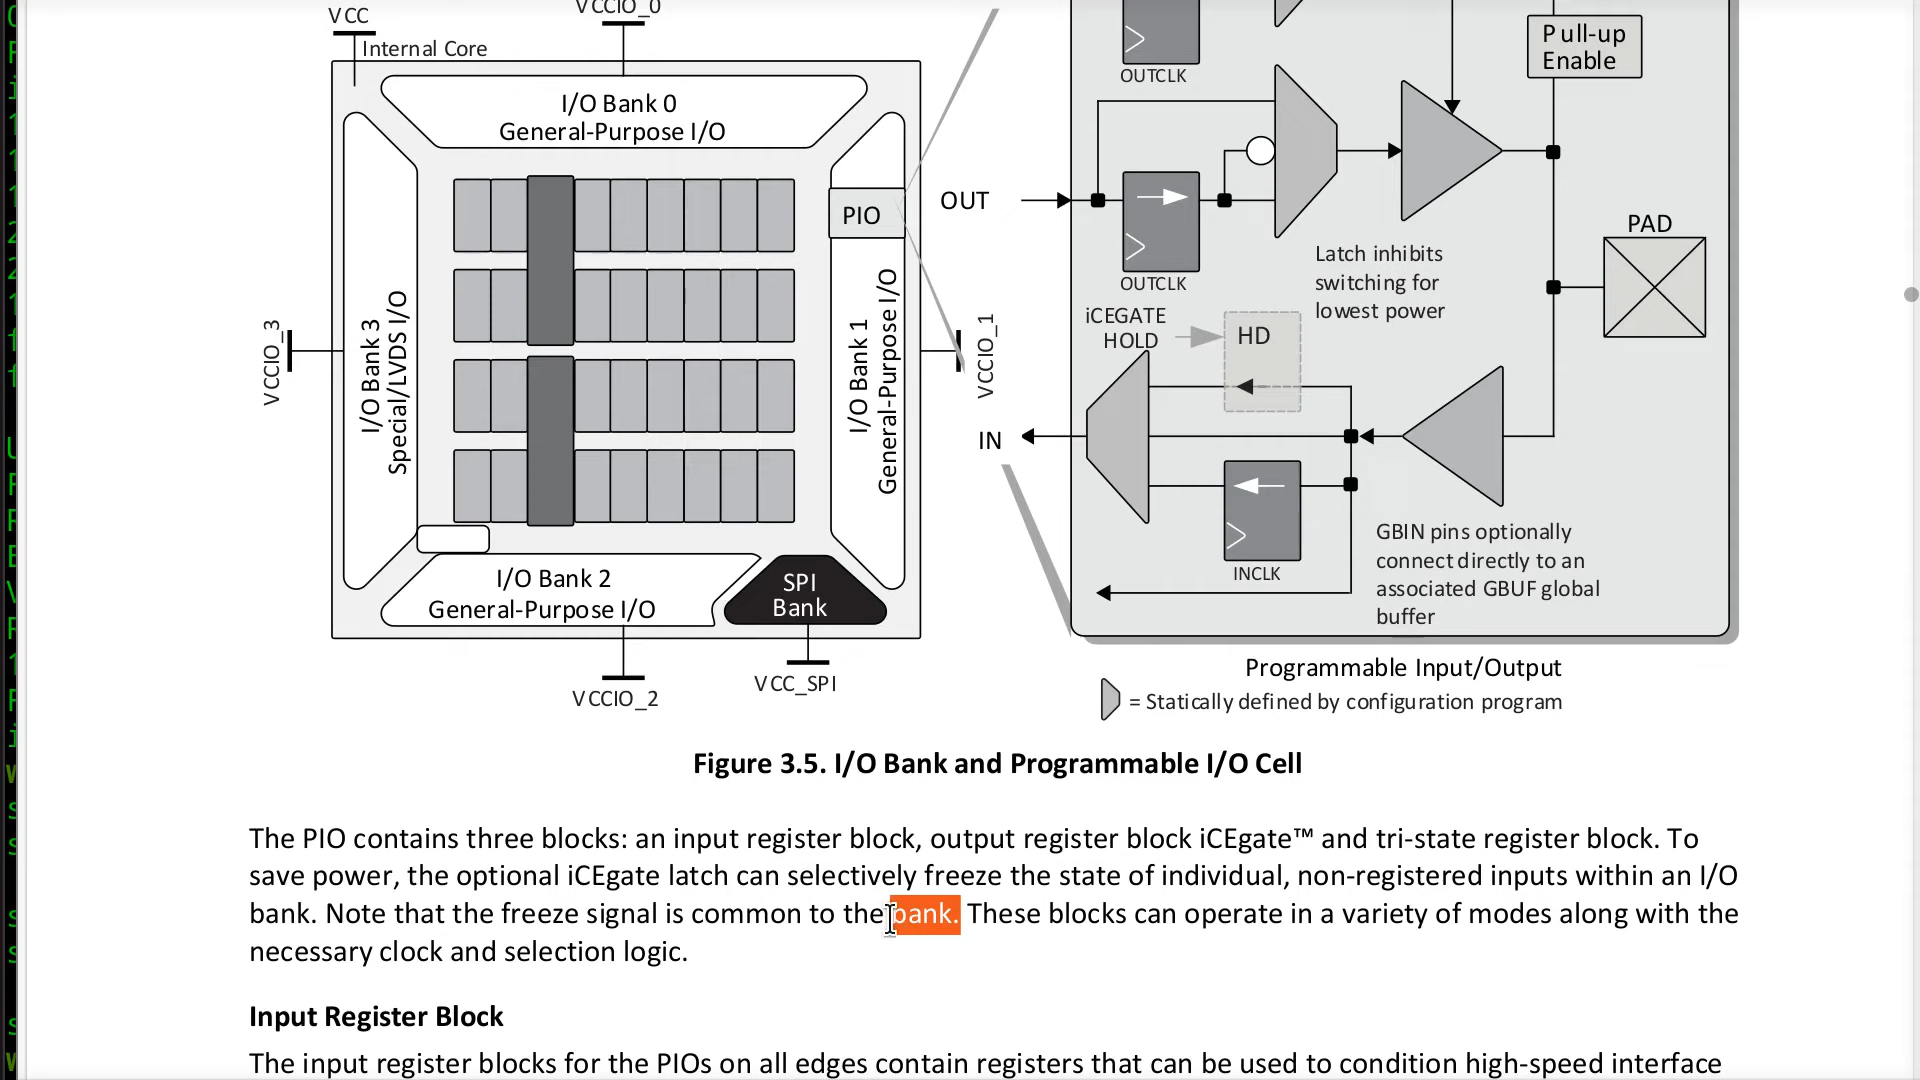 VCC
VCCIO_0
Internal Core
I/O Bank 0
General-Purpose I/O
VCCIO_3
I/O Bank 3
Special/LVDS I/O
PIO
I/O Bank 1
General-Purpose I/O
VCCIO_1
I/O Bank 2
General-Purpose I/O
SPI
Bank
VCCIO_2
VCC_SPI
OUTCLK
Pull-up
Enable
OUT
OUTCLK
Latch inhibits
switching for
lowest power
PAD
iCEGATE
HOLD
HD
IN
INCLK
GBIN pins optionally
connect directly to an
associated GBUF global
buffer
Programmable Input/Output
= Statically defined by configuration program
Figure 3.5. I/O Bank and Programmable I/O Cell
The PIO contains three blocks: an input register block, output register block iCEgate™ and tri-state register block. To
save power, the optional iCEgate latch can selectively freeze the state of individual, non-registered inputs within an I/O
bank. Note that the freeze signal is common to the bank. These blocks can operate in a variety of modes along with the
necessary clock and selection logic.
Input Register Block
The input register blocks for the PIOs on all edges contain registers that can be used to condition high-speed interface